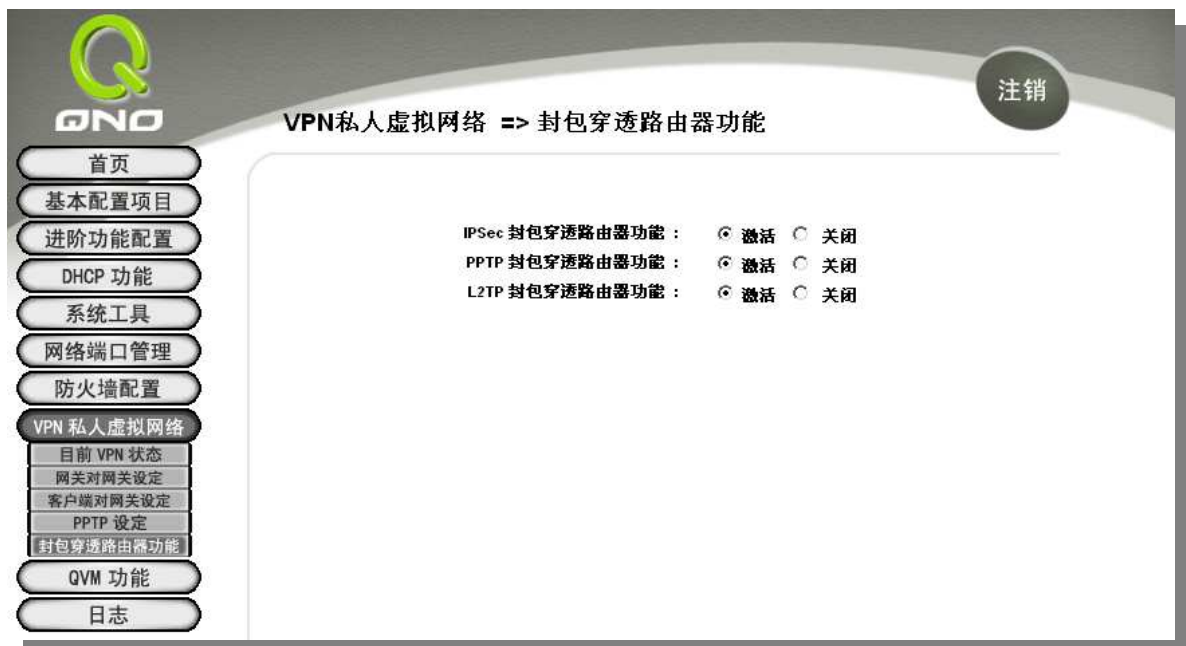 QNO
注销
VPN私人虚拟网络 => 封包穿透路由器功能
首页
基本配置项目
进阶功能配置
DHCP 功能
系统工具
网络端口管理
防火墙配置
VPN 私人虚拟网络
目前 VPN 状态
网关对网关设定
客户端对网关设定
PPTP 设定
封包穿透路由器功能
QVM 功能
日志
IPSec 封包穿透路由器功能： 激活 关闭
PPTP 封包穿透路由器功能： 激活 关闭
L2TP 封包穿透路由器功能： 激活 关闭